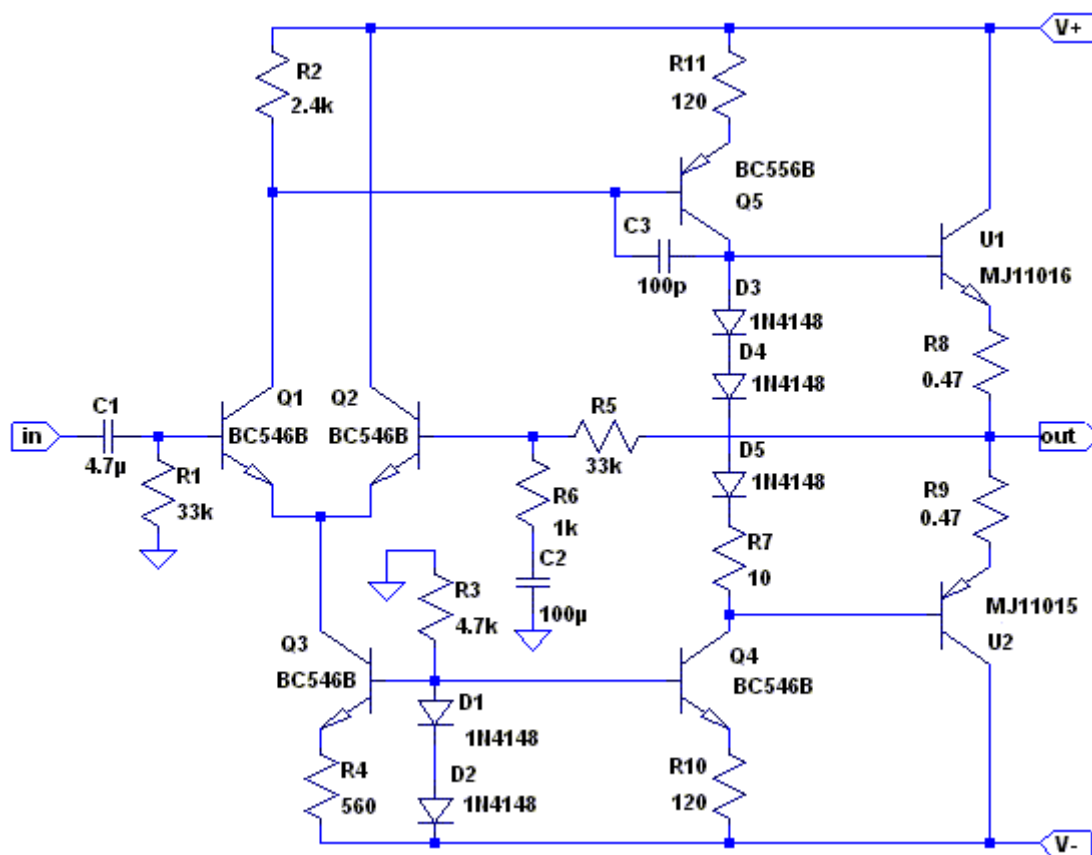 V+
R2
2.4k
R11
120
BC556B
Q5
C3
100p
U1
MJ11016
D3
1N4148
D4
1N4148
R8
0.47
in
C1
4.7µ
Q1
BC546B
Q2
BC546B
R5
33k
out
D5
1N4148
R1
33k
R6
1k
R9
0.47
C2
100µ
R3
4.7k
R7
10
MJ11015
U2
Q3
BC546B
Q4
BC546B
D1
1N4148
D2
1N4148
R4
560
R10
120
V-